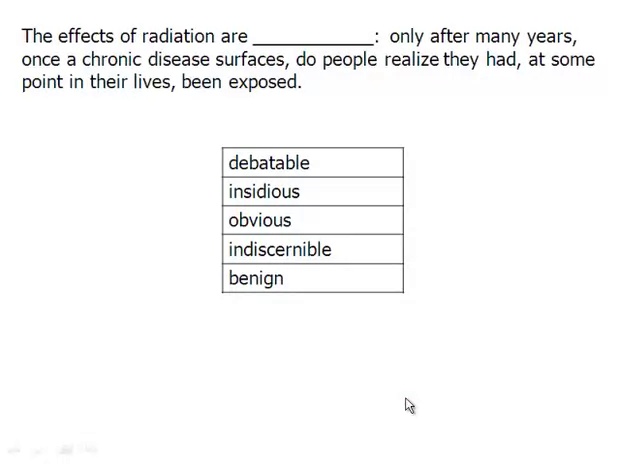 The effects of radiation are _____________: only after many years,
once a chronic disease surfaces, do people realize they had, at some
point in their lives, been exposed.
debatable
insidious
obvious
indiscernible
benign